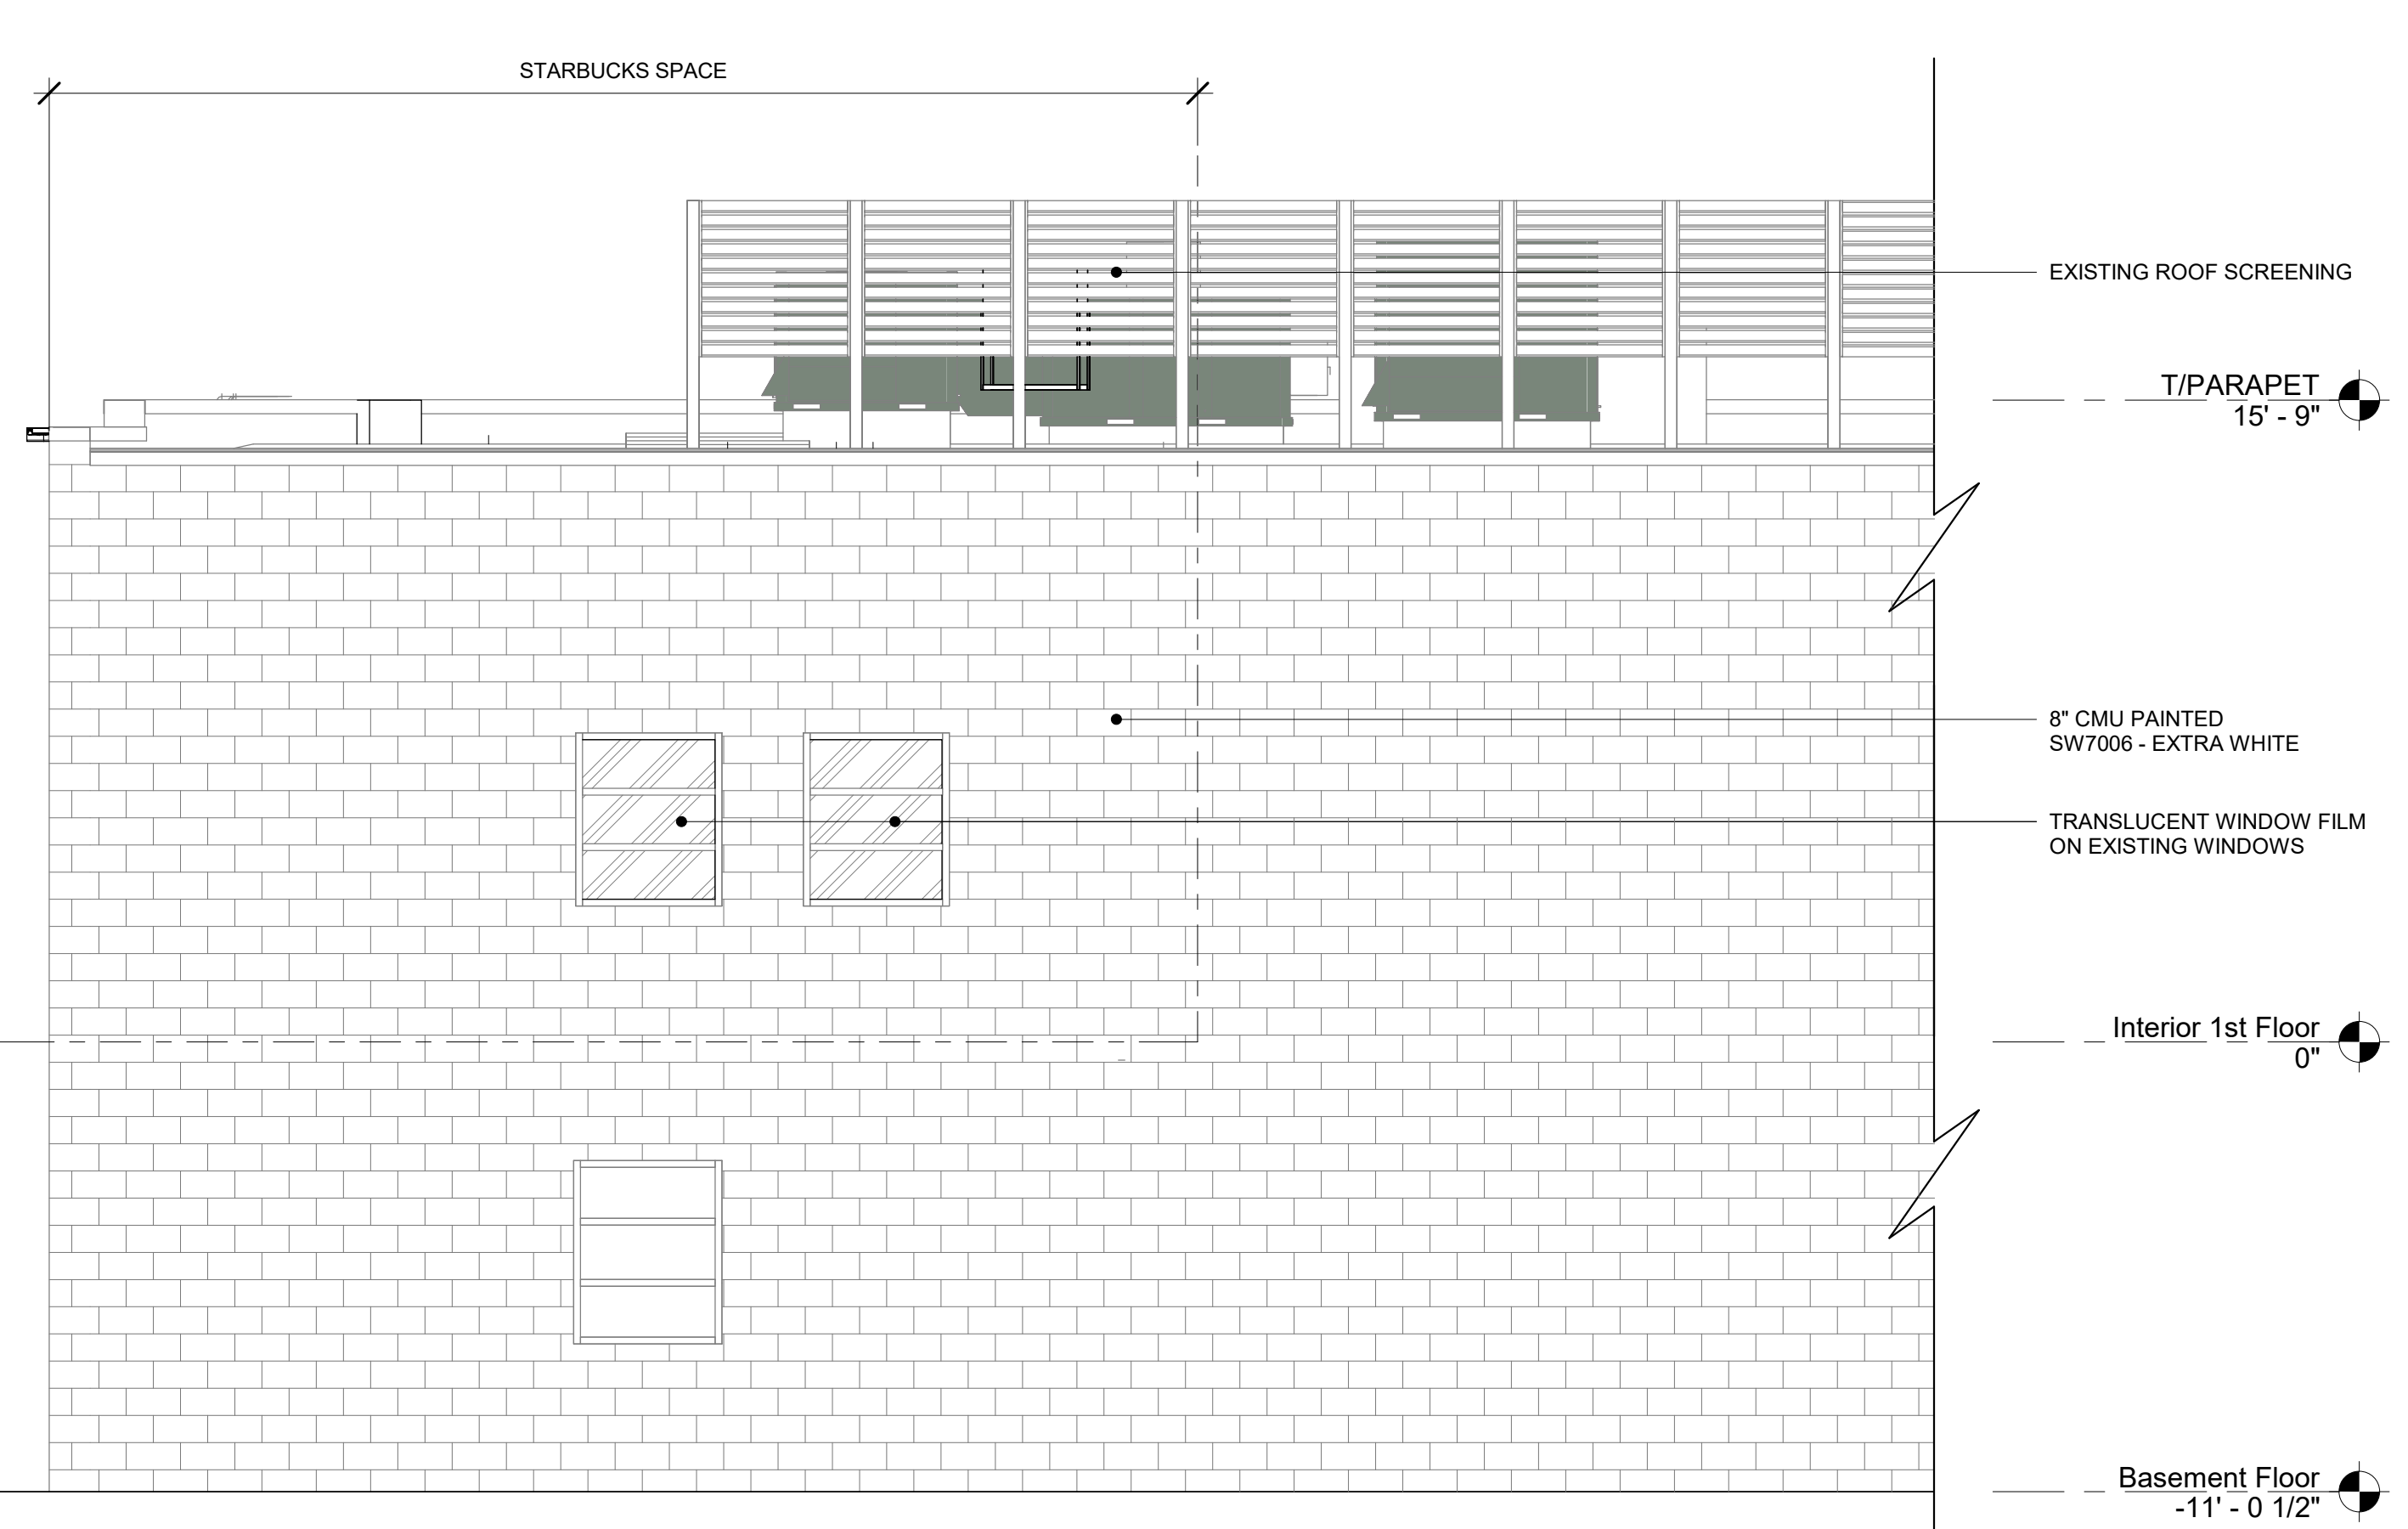 STARBUCKS SPACE
EXISTING ROOF SCREENING
T/PARAPET
15' - 9"
8" CMU PAINTED
SW7006 - EXTRA WHITE
TRANSLUCENT WINDOW FILM
ON EXISTING WINDOWS
Interior 1st Floor
0"
Basement Floor
-11' - 0 1/2"